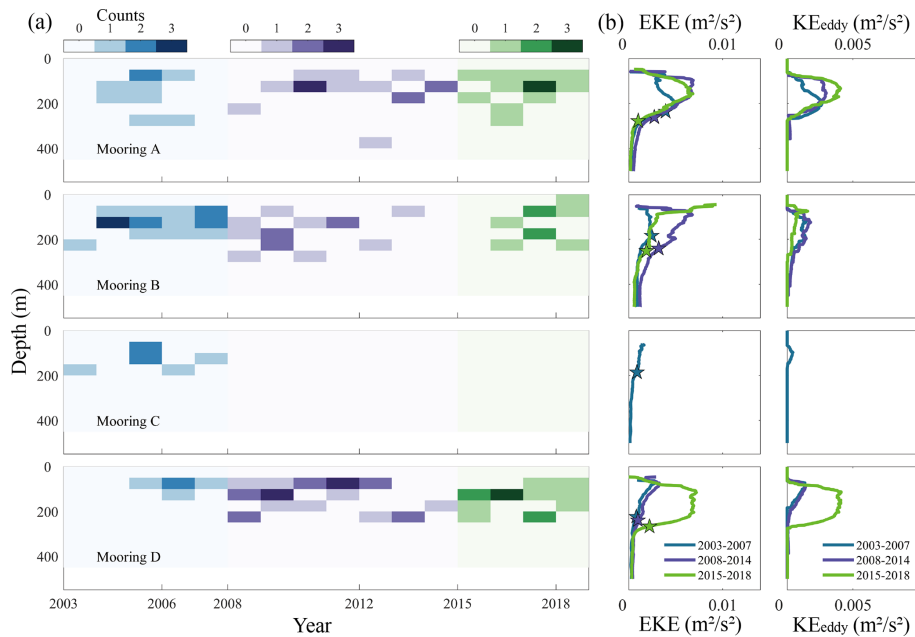 (a) Counts (b) EKE (m²/s²) KEeddy (m²/s²)
0 1 2 3 0 1 2 3 0 1 2 3 0 0.01 0 0.005
0
200
400
Mooring A
0
200
400
Mooring B
Depth (m)
0
200
400
Mooring C
0
200
400
Mooring D
2003-2007 2003-2007
2008-2014 2008-2014
2015-2018 2015-2018
2003 2006 2008 2012 2015 2018 0 0.01 0 0.005
Year EKE (m²/s²) KEeddy (m²/s²)